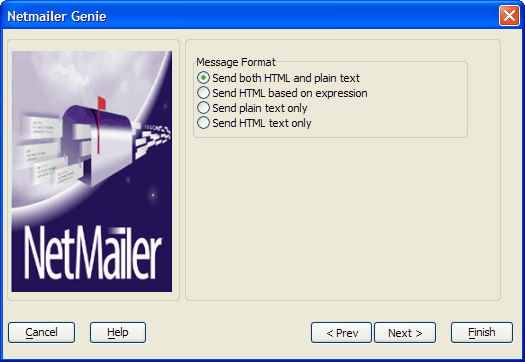 Netmailer Genie
Message Format
Send both HTML and plain text
Send HTML based on expression
Send plain text only
Send HTML text only
NetMailer
Cancel
Help
< Prev
Next >
Finish